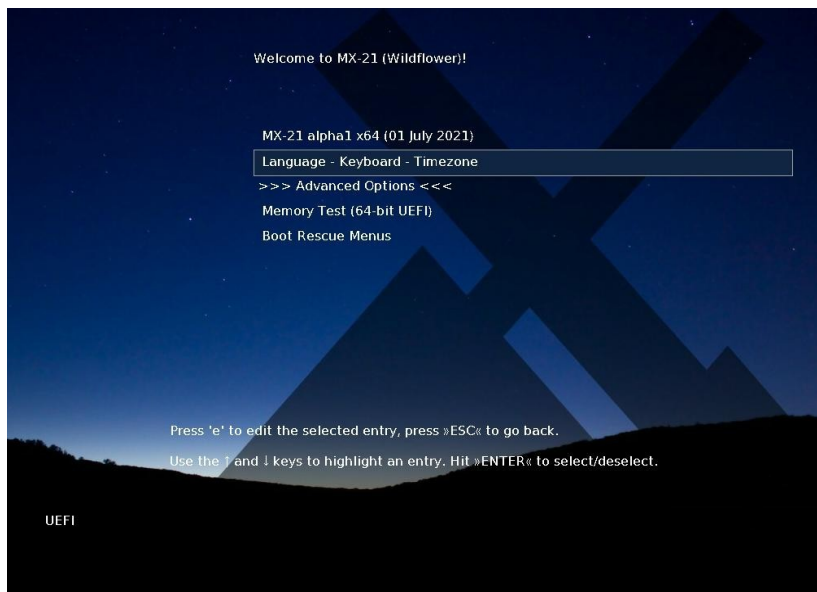 Welcome to MX-21 (Wildflower)!
MX-21 alpha1 x64 (01 July 2021)
Language - Keyboard - Timezone
>>> Advanced Options <<<
Memory Test (64-bit UEFI)
Boot Rescue Menus
Press 'e' to edit the selected entry, press »ESC« to go back.
Use the ↑ and ↓ keys to highlight an entry. Hit »ENTER« to select/deselect.
UEFI